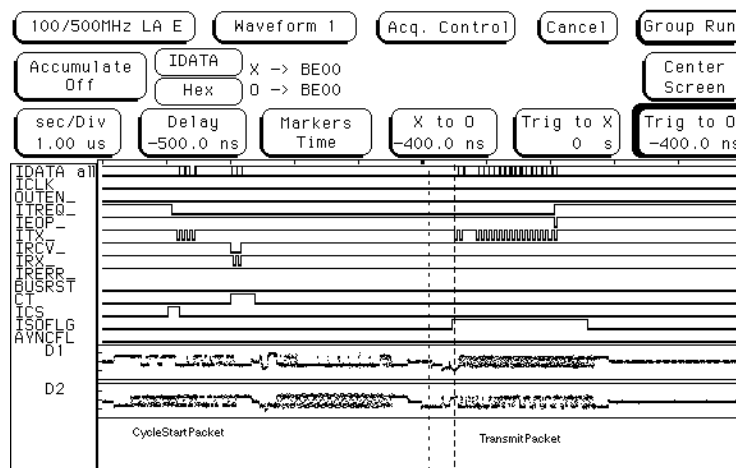 100/500MHz LA E Waveform 1 Acq. Control Cancel Group Run
Accumulate Off IDATA X -> BE00 Center Screen
Hex O -> BE00
sec/Div Delay Markers X to O Trig to X Trig to O
1.00 us -500.0 ns Time -400.0 ns 0 s -400.0 ns
IDATA all
ICLK
OUTEN_
ITREQ_
IEOP_
ITX_
IRCV_
IRX_
IRERR_
BUSRST
CT
ICS
ISOFLG
AYNCFL
D1
D2
CycleStartPacket TransmitPacket